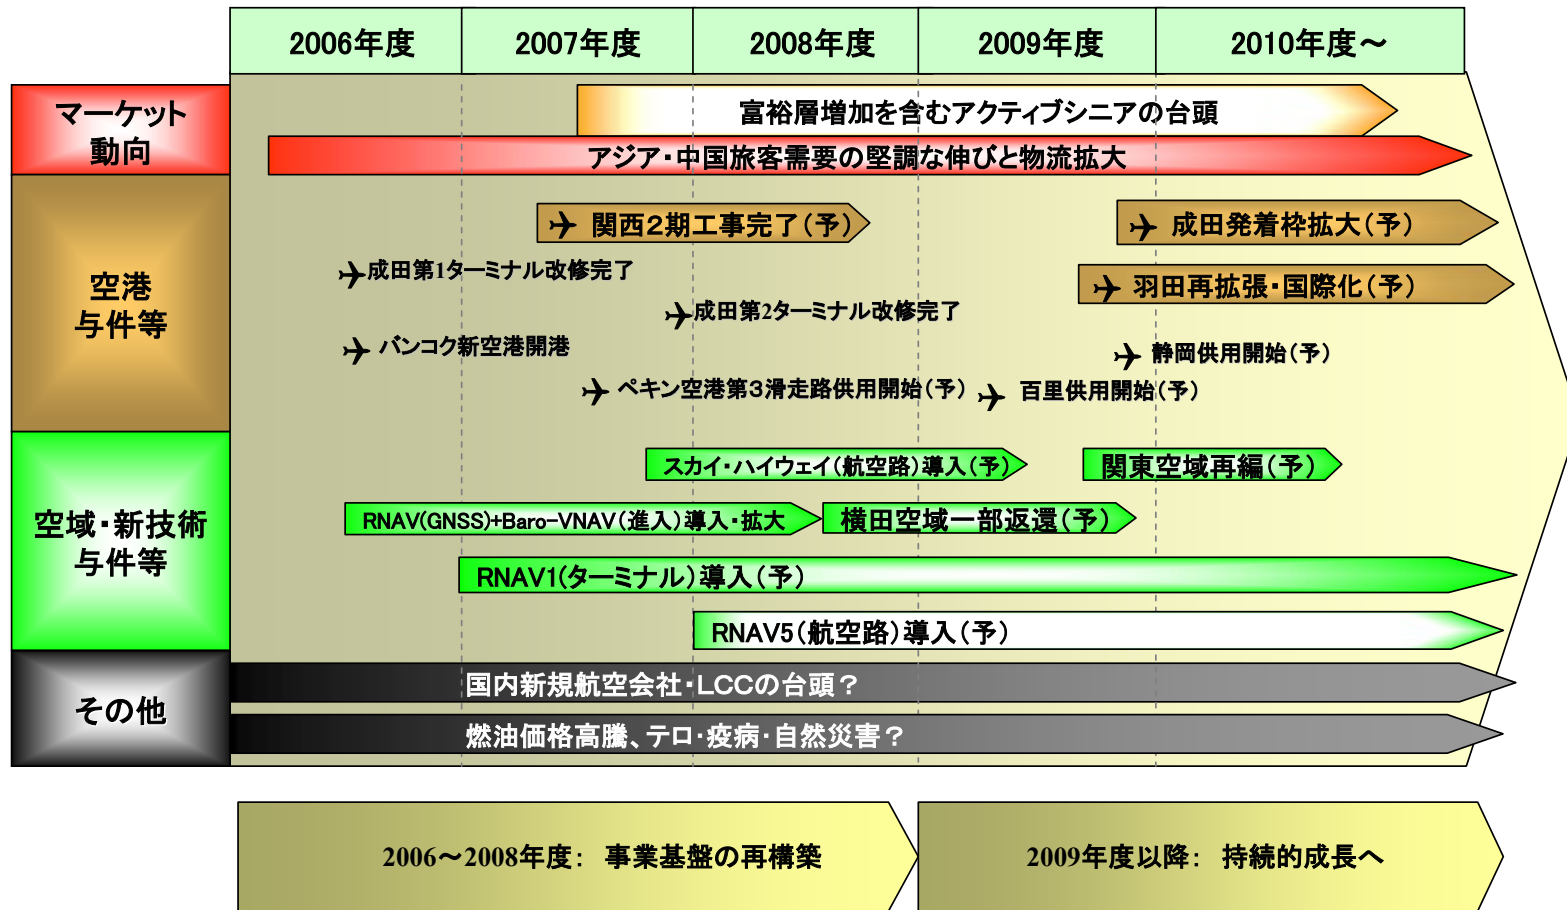 2006年度
2007年度
2008年度
2009年度
2010年度～
マーケット
動向
富裕層増加を含むアクティブシニアの台頭
アジア・中国旅客需要の堅調な伸びと物流拡大
空港
与件等
関西２期工事完了（予）
成田発着枠拡大（予）
成田第1ターミナル改修完了
羽田再拡張・国際化（予）
成田第2ターミナル改修完了
バンコク新空港開港
静岡供用開始（予）
ペキン空港第３滑走路供用開始（予）
百里供用開始（予）
空域・新技術
与件等
スカイ・ハイウェイ（航空路）導入（予）
関東空域再編（予）
RNAV(GNSS)+Baro-VNAV（進入）導入・拡大
横田空域一部返還（予）
RNAV1(ターミナル）導入（予）
RNAV5（航空路）導入（予）
その他
国内新規航空会社・LCCの台頭？
燃油価格高騰、テロ・疫病・自然災害？
2006～2008年度： 事業基盤の再構築
2009年度以降： 持続的成長へ